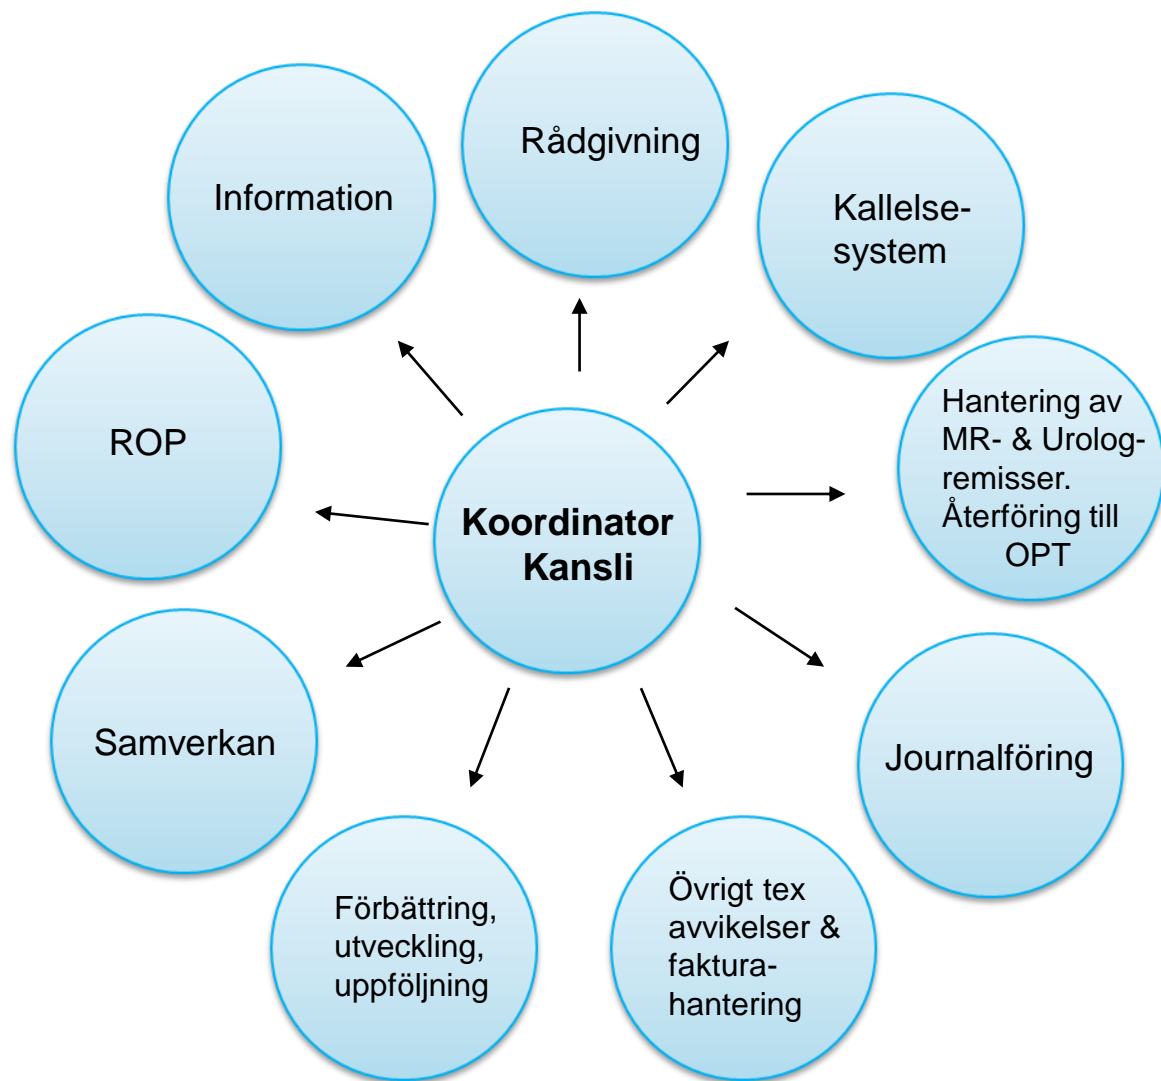 Rådgivning
Information
Kallelse-
system
Hantering av
MR- & Urolog-
remisser.
Återföring till
OPT
ROP
Koordinator
Kansli
Samverkan
Journalföring
Förbättring,
utveckling,
uppföljning
Övrigt tex
avvikelser &
faktura-
hantering